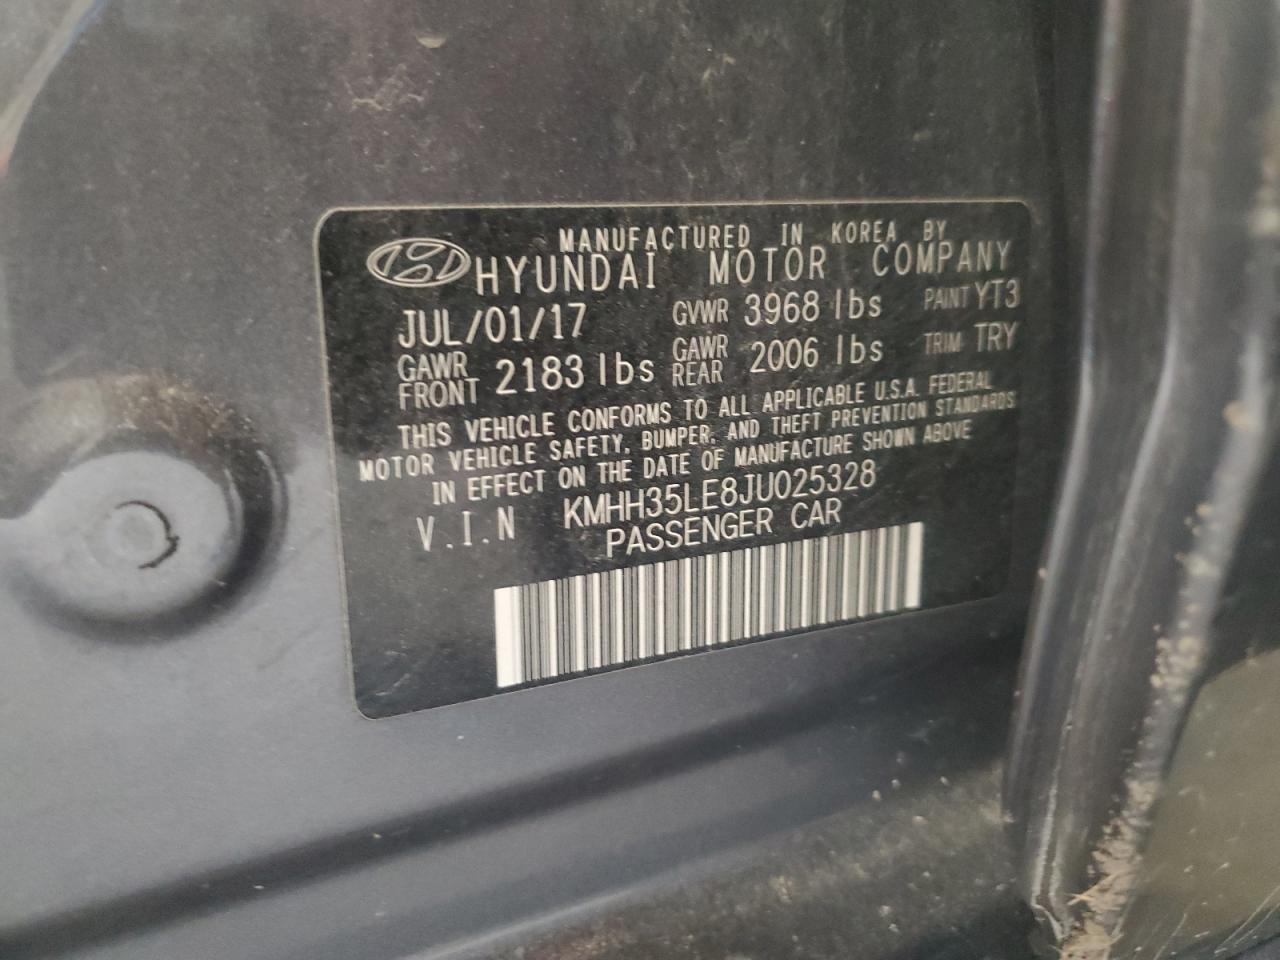 MANUFACTURED IN KOREA BY
HYUNDAI MOTOR COMPANY
JUL/01/17 GVWR 3968 lbs PAINT YT3
GAWR FRONT 2183 lbs GAWR REAR 2006 lbs TRIM TRY
THIS VEHICLE CONFORMS TO ALL APPLICABLE U.S.A. FEDERAL
MOTOR VEHICLE SAFETY, BUMPER, AND THEFT PREVENTION STANDARDS
IN EFFECT ON THE DATE OF MANUFACTURE SHOWN ABOVE
V.I.N KMHH35LE8JU025328
PASSENGER CAR